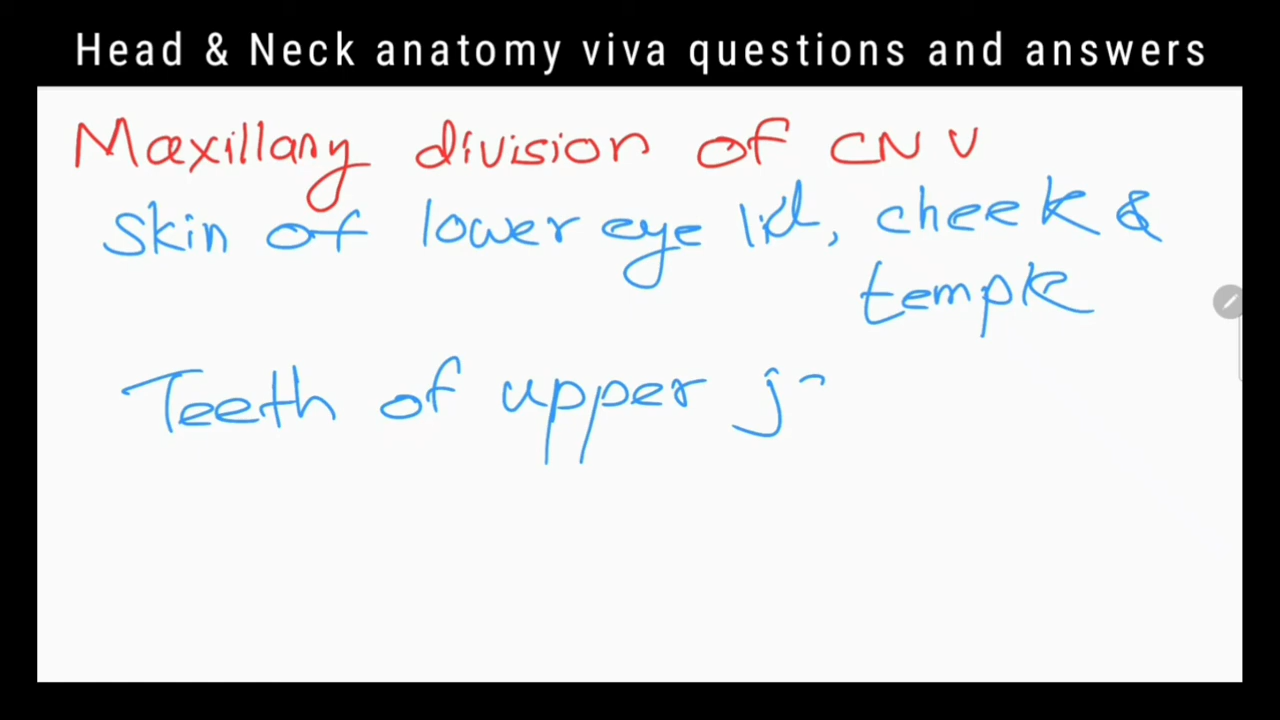 Head & Neck anatomy viva questions and answers
Maxillary division of CN V
Skin of lower eye lid, cheek &
temple
Teeth of upper j